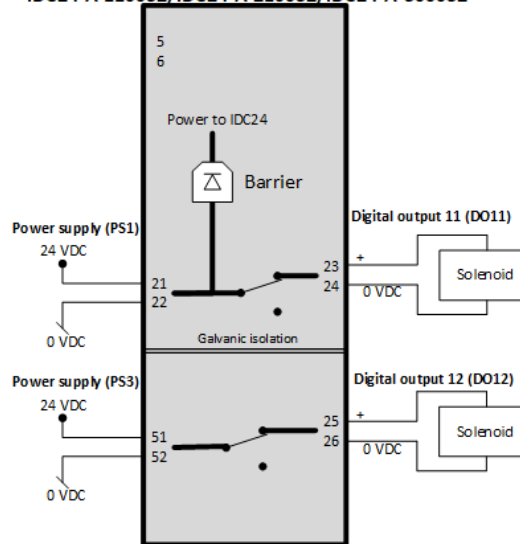 5
6
Power to IDC24
Barrier
Power supply (PS1)
24 VDC
21
22
0 VDC
Digital output 11 (DO11)
23
+
24
0 VDC
Solenoid
Galvanic isolation
Power supply (PS3)
24 VDC
51
52
0 VDC
Digital output 12 (DO12)
25
+
26
0 VDC
Solenoid